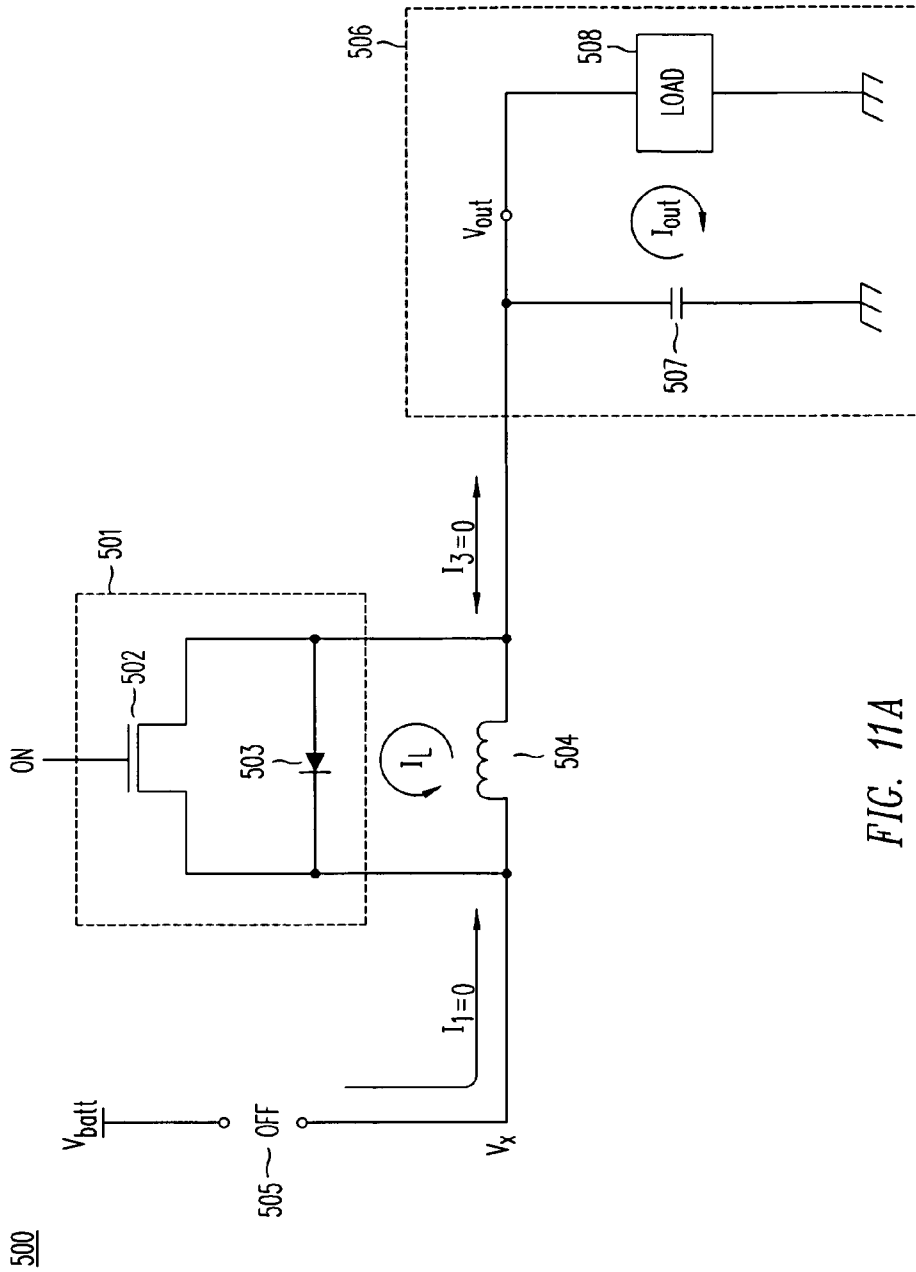 500
V_batt
505
OFF
V_x
I_1=0
ON
501
502
503
I_L
504
I_3=0
506
V_out
508
LOAD
I_out
507
FIG. 11A